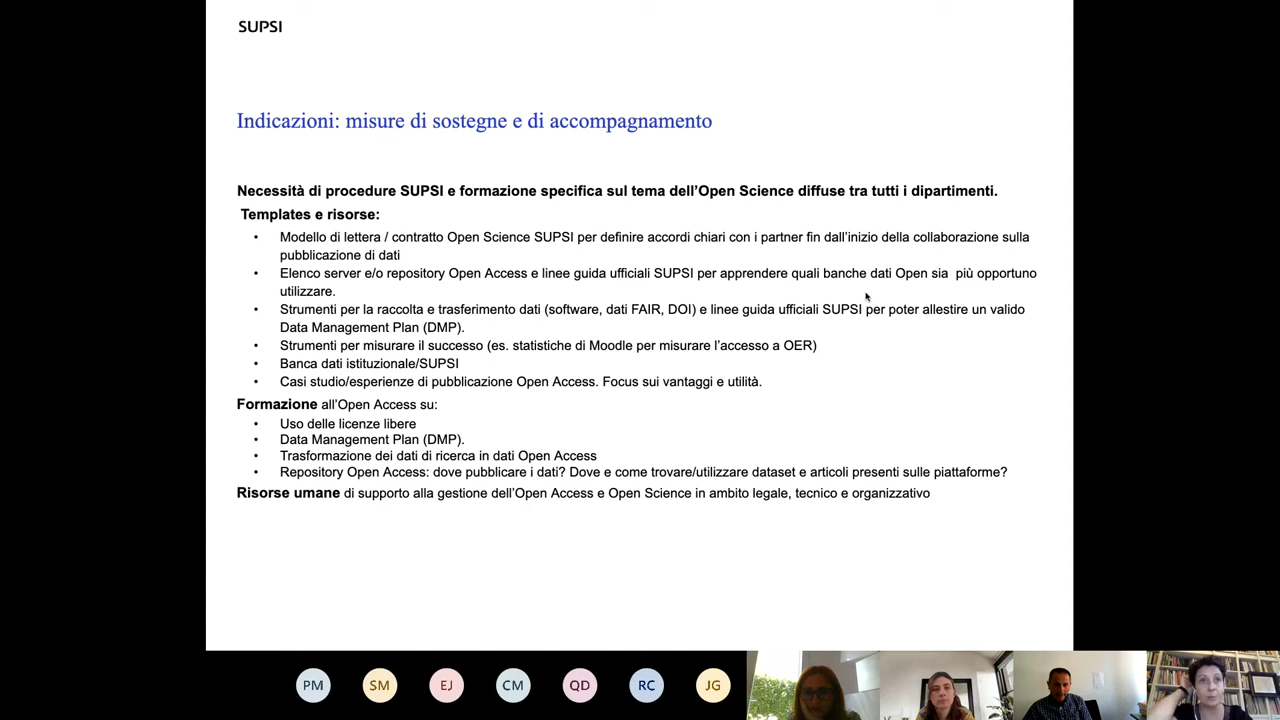 SUPSI
Indicazioni: misure di sostegne e di accompagnamento
Necessità di procedure SUPSI e formazione specifica sul tema dell'Open Science diffuse tra tutti i dipartimenti.
Templates e risorse:
• Modello di lettera / contratto Open Science SUPSI per definire accordi chiari con i partner fin dall'inizio della collaborazione sulla
pubblicazione di dati
• Elenco server e/o repository Open Access e linee guida ufficiali SUPSI per apprendere quali banche dati Open sia più opportuno
utilizzare.
• Strumenti per la raccolta e trasferimento dati (software, dati FAIR, DOI) e linee guida ufficiali SUPSI per poter allestire un valido
Data Management Plan (DMP).
• Strumenti per misurare il successo (es. statistiche di Moodle per misurare l'accesso a OER)
• Banca dati istituzionale/SUPSI
• Casi studio/esperienze di pubblicazione Open Access. Focus sui vantaggi e utilità.
Formazione all'Open Access su:
• Uso delle licenze libere
• Data Management Plan (DMP).
• Trasformazione dei dati di ricerca in dati Open Access
• Repository Open Access: dove pubblicare i dati? Dove e come trovare/utilizzare dataset e articoli presenti sulle piattaforme?
Risorse umane di supporto alla gestione dell'Open Access e Open Science in ambito legale, tecnico e organizzativo
PM SM EJ CM QD RC JG